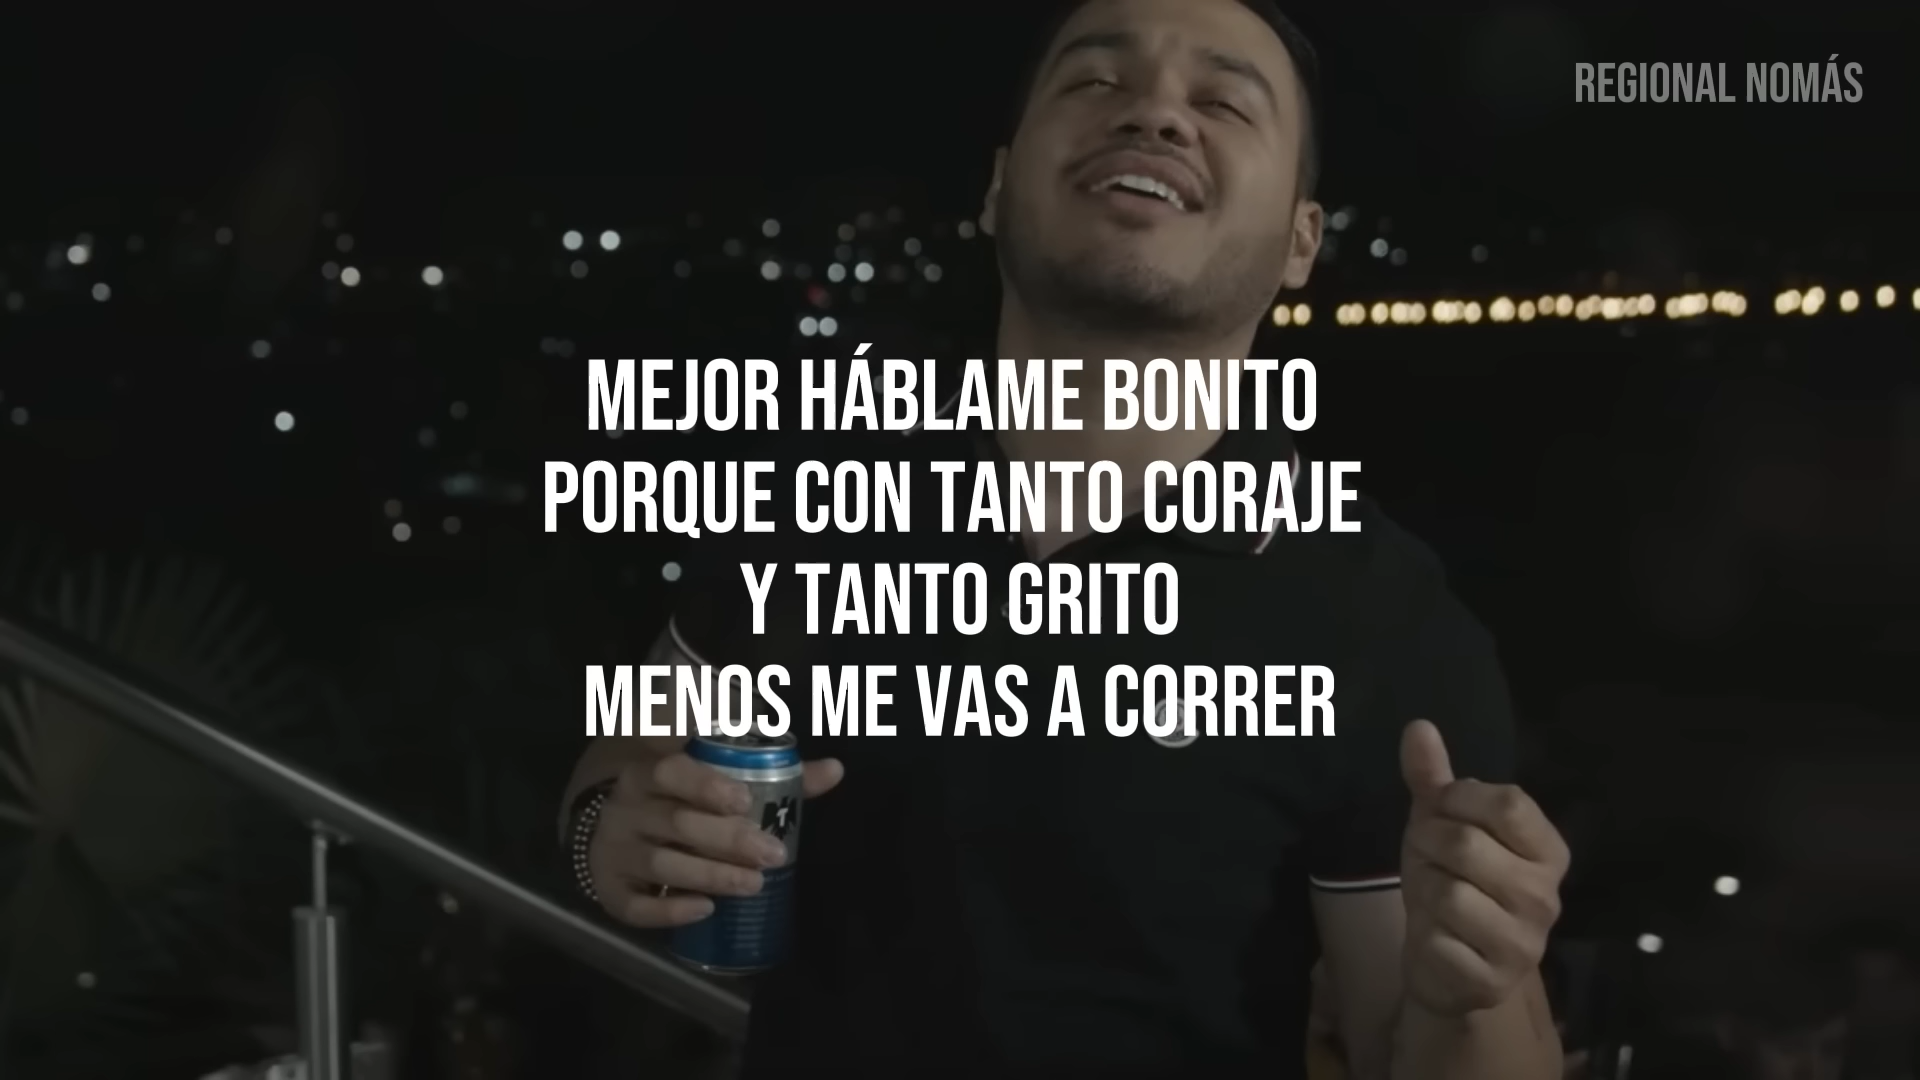 REGIONAL NOMÁS
MEJOR HÁBLAME BONITO
PORQUE CON TANTO CORAJE
Y TANTO GRITO
MENOS ME VAS A CORRER